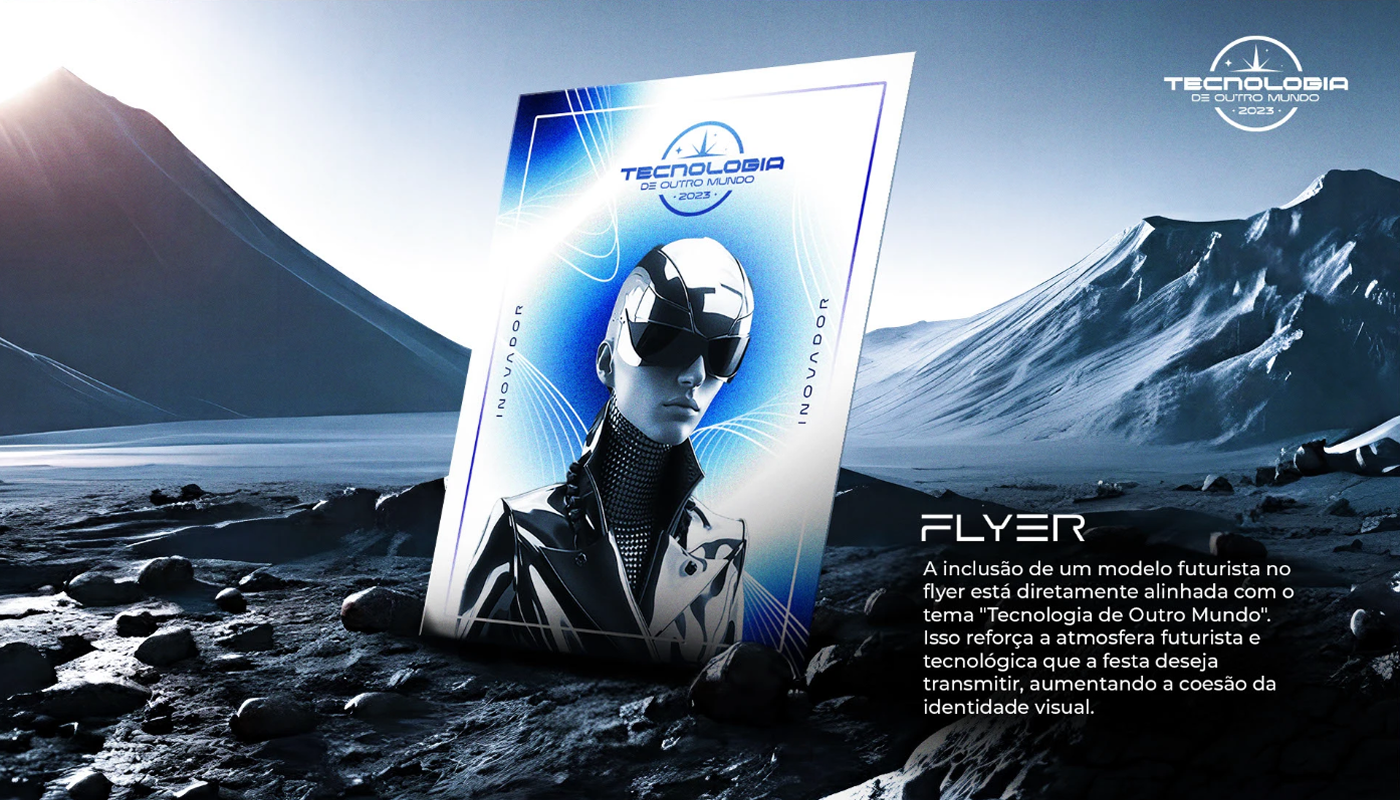 TECNOLOGIA
DE OUTRO MUNDO
· 2023 ·
TECNOLOGIA
DE OUTRO MUNDO
· 2023 ·
INOVADOR
INOVADOR
FLYER
A inclusão de um modelo futurista no
flyer está diretamente alinhada com o
tema "Tecnologia de Outro Mundo".
Isso reforça a atmosfera futurista e
tecnológica que a festa deseja
transmitir, aumentando a coesão da
identidade visual.